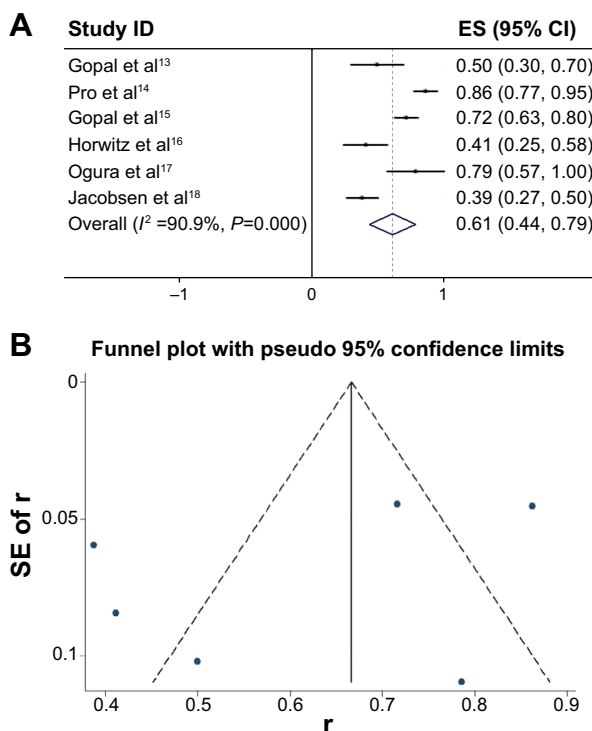 A
Study ID ES (95% CI)
Gopal et al¹³ 0.50 (0.30, 0.70)
Pro et al¹⁴ 0.86 (0.77, 0.95)
Gopal et al¹⁵ 0.72 (0.63, 0.80)
Horwitz et al¹⁶ 0.41 (0.25, 0.58)
Ogura et al¹⁷ 0.79 (0.57, 1.00)
Jacobsen et al¹⁸ 0.39 (0.27, 0.50)
Overall (I² =90.9%, P=0.000) 0.61 (0.44, 0.79)
–1 0 1
B
Funnel plot with pseudo 95% confidence limits
0
0.05
0.1
SE of r
0.4 0.5 0.6 0.7 0.8 0.9
r